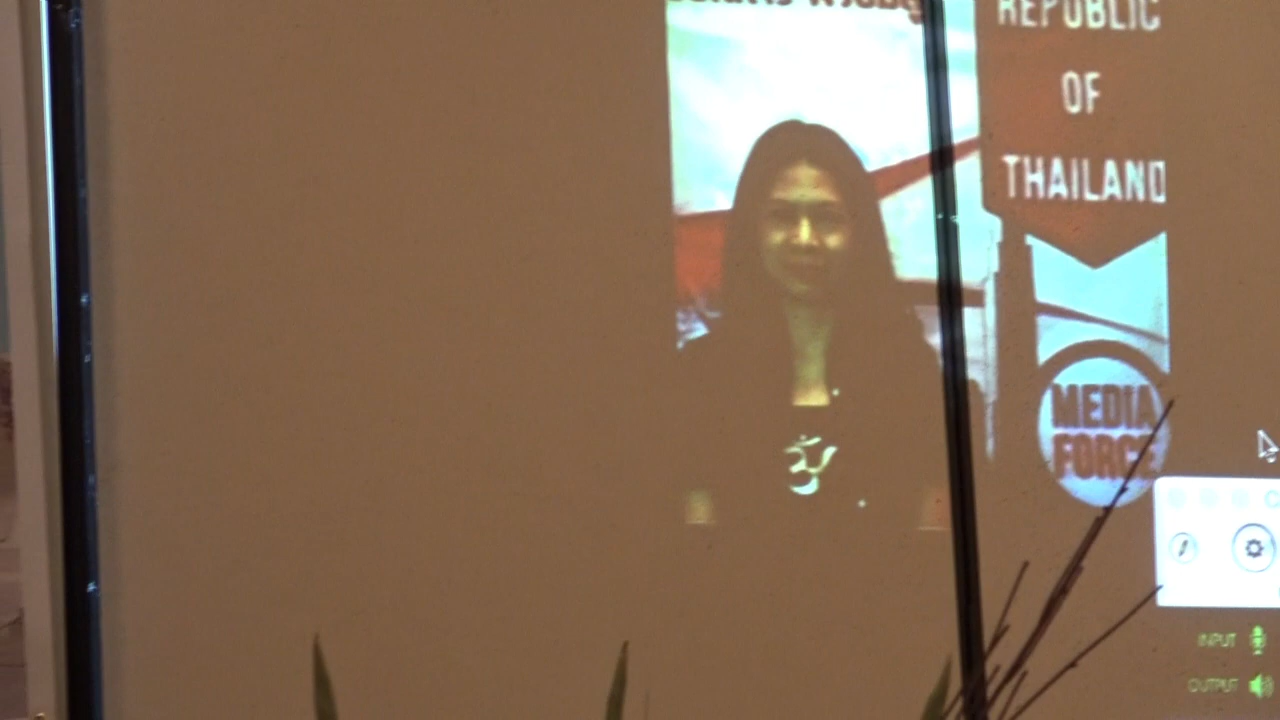 REPUBLIC
OF
THAILAND
MEDIA
FORCE
ॐ
INPUT
OUTPUT